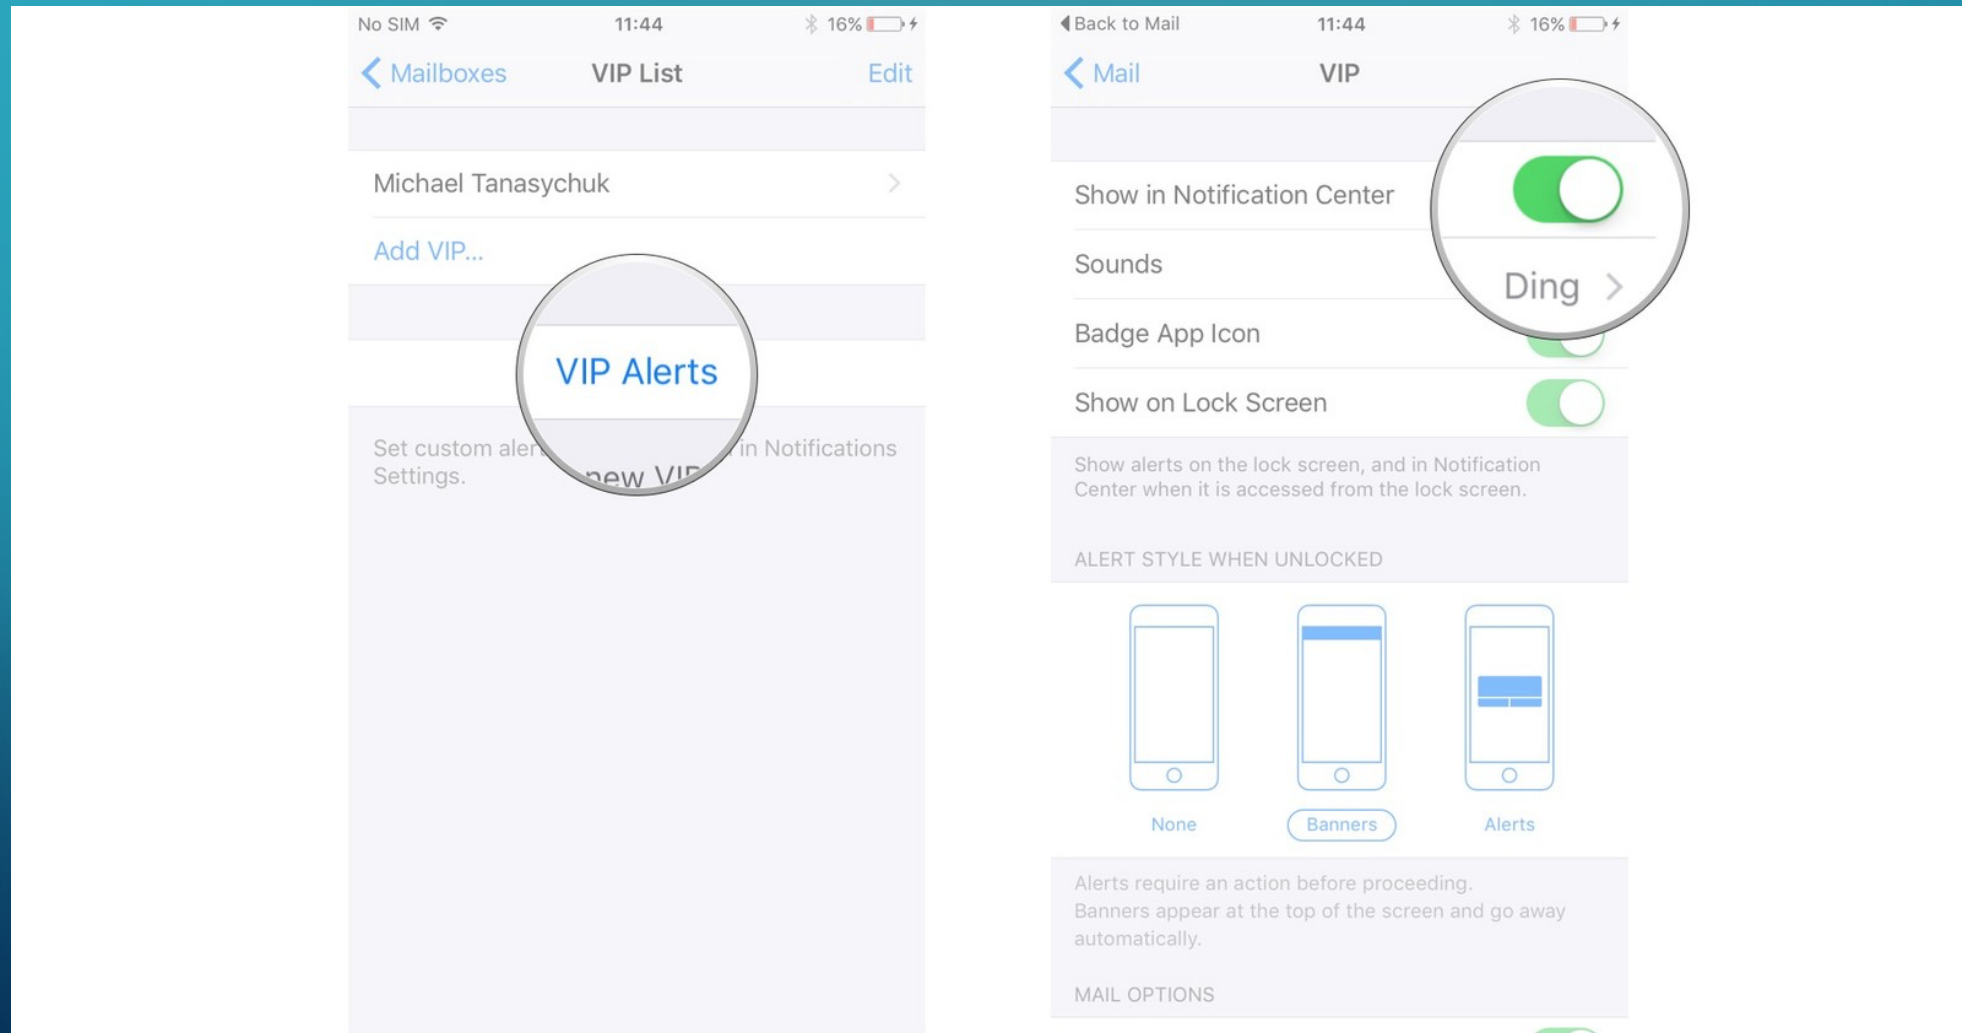 No SIM 11:44 16%
Mailboxes VIP List Edit
Michael Tanasychuk
Add VIP...
VIP Alerts
Set custom in Notifications
new
Settings.
Back to Mail 11:44 16%
Mail VIP
Show in Notification Center
Sounds Ding
Badge App Icon
Show on Lock Screen
Show alerts on the lock screen, and in Notification
Center when it is accessed from the lock screen.
ALERT STYLE WHEN UNLOCKED
None Banners Alerts
Alerts require an action before proceeding.
Banners appear at the top of the screen and go away
automatically.
MAIL OPTIONS